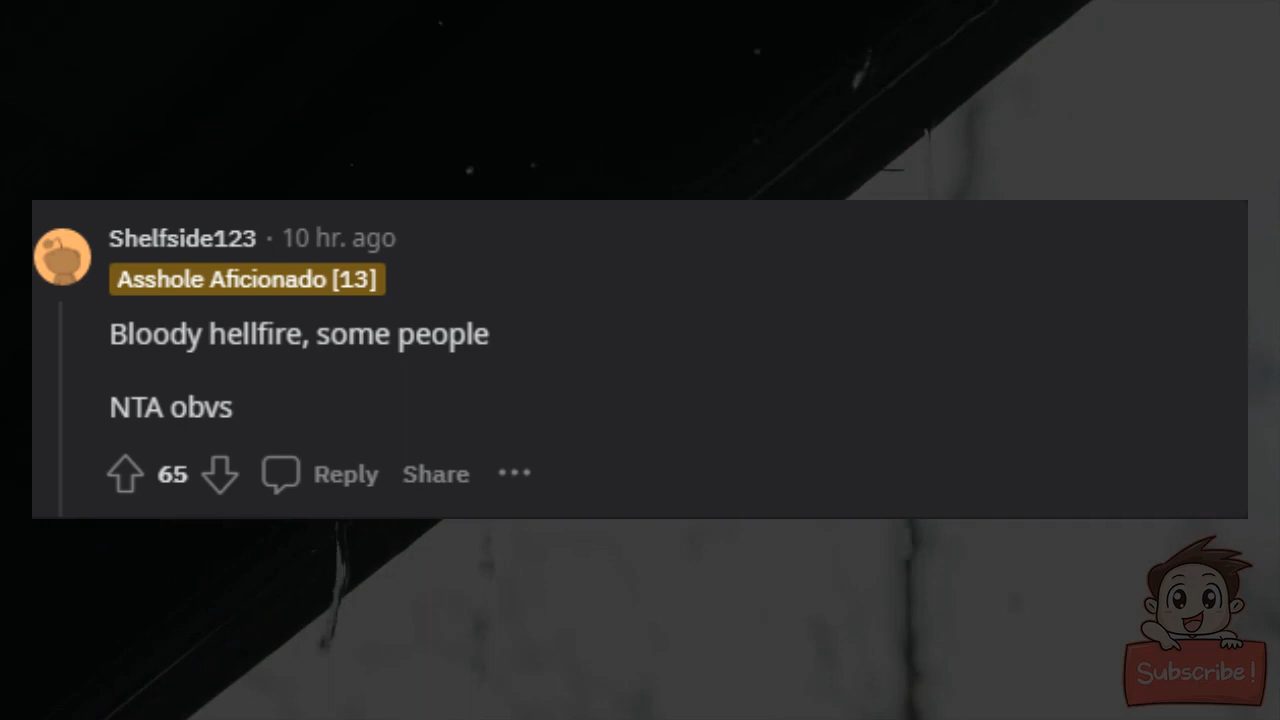 Shelfside123 · 10 hr. ago
Asshole Aficionado [13]
Bloody hellfire, some people
NTA obvs
65 Reply Share ···
Subscribe!